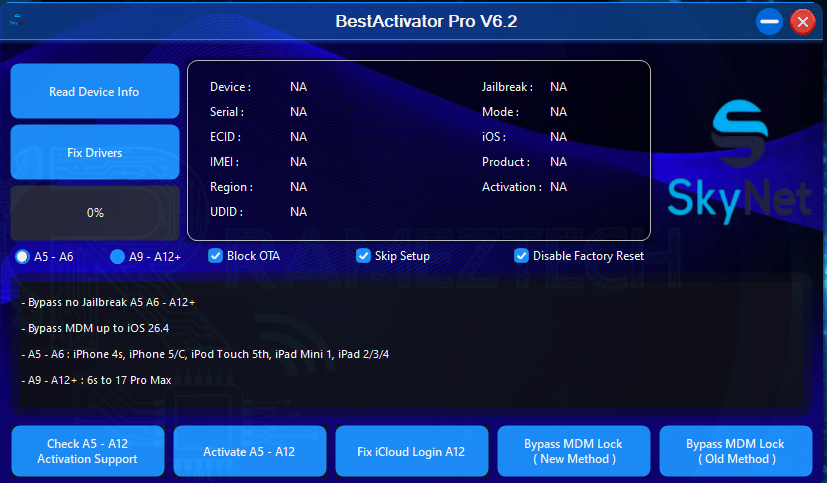 BestActivator Pro V6.2
Read Device Info
Fix Drivers
0%
Device : NA
Serial : NA
ECID : NA
IMEI : NA
Region : NA
UDID : NA
Jailbreak : NA
Mode : NA
iOS : NA
Product : NA
Activation : NA
SkyNet
A5 - A6
A9 - A12+
Block OTA
Skip Setup
Disable Factory Reset
RAMEZTECH
- Bypass no Jailbreak A5 A6 - A12+
- Bypass MDM up to iOS 26.4
- A5 - A6 : iPhone 4s, iPhone 5/C, iPod Touch 5th, iPad Mini 1, iPad 2/3/4
- A9 - A12+ : 6s to 17 Pro Max
Check A5 - A12
Activation Support
Activate A5 - A12
Fix iCloud Login A12
Bypass MDM Lock
( New Method )
Bypass MDM Lock
( Old Method )